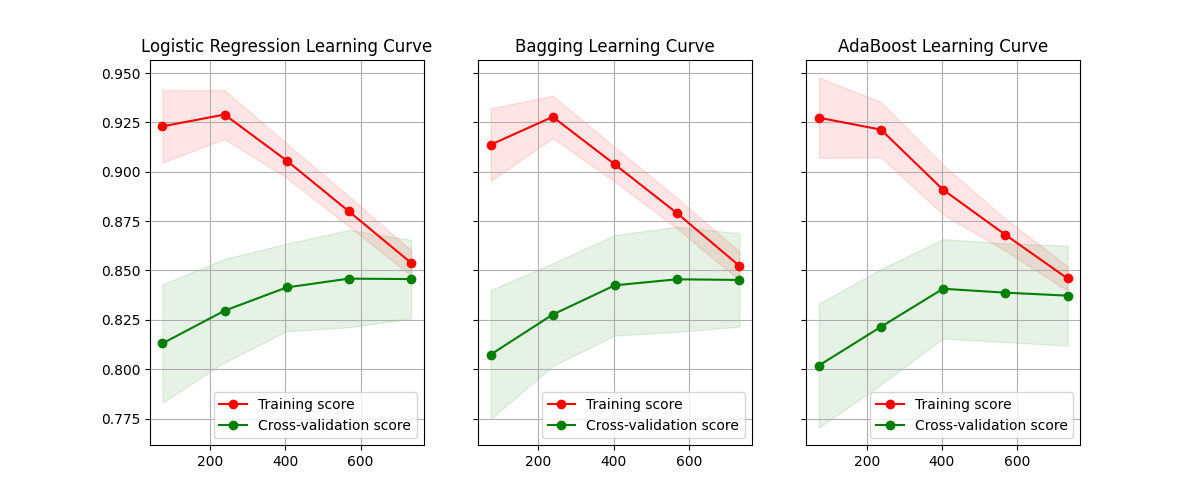 Logistic Regression Learning Curve
Bagging Learning Curve
AdaBoost Learning Curve
0.950
0.925
0.900
0.875
0.850
0.825
0.800
0.775
Training score
Cross-validation score
Training score
Cross-validation score
Training score
Cross-validation score
200 400 600
200 400 600
200 400 600